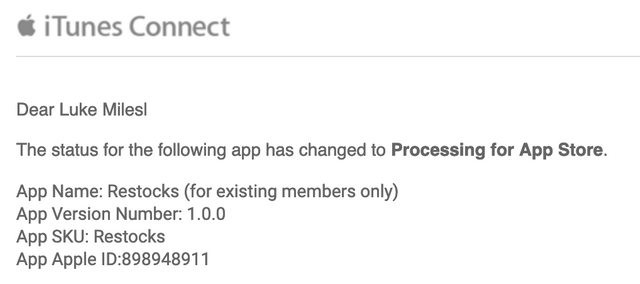 iTunes Connect
Dear Luke Milesl
The status for the following app has changed to Processing for App Store.
App Name: Restocks (for existing members only)
App Version Number: 1.0.0
App SKU: Restocks
App Apple ID:898948911